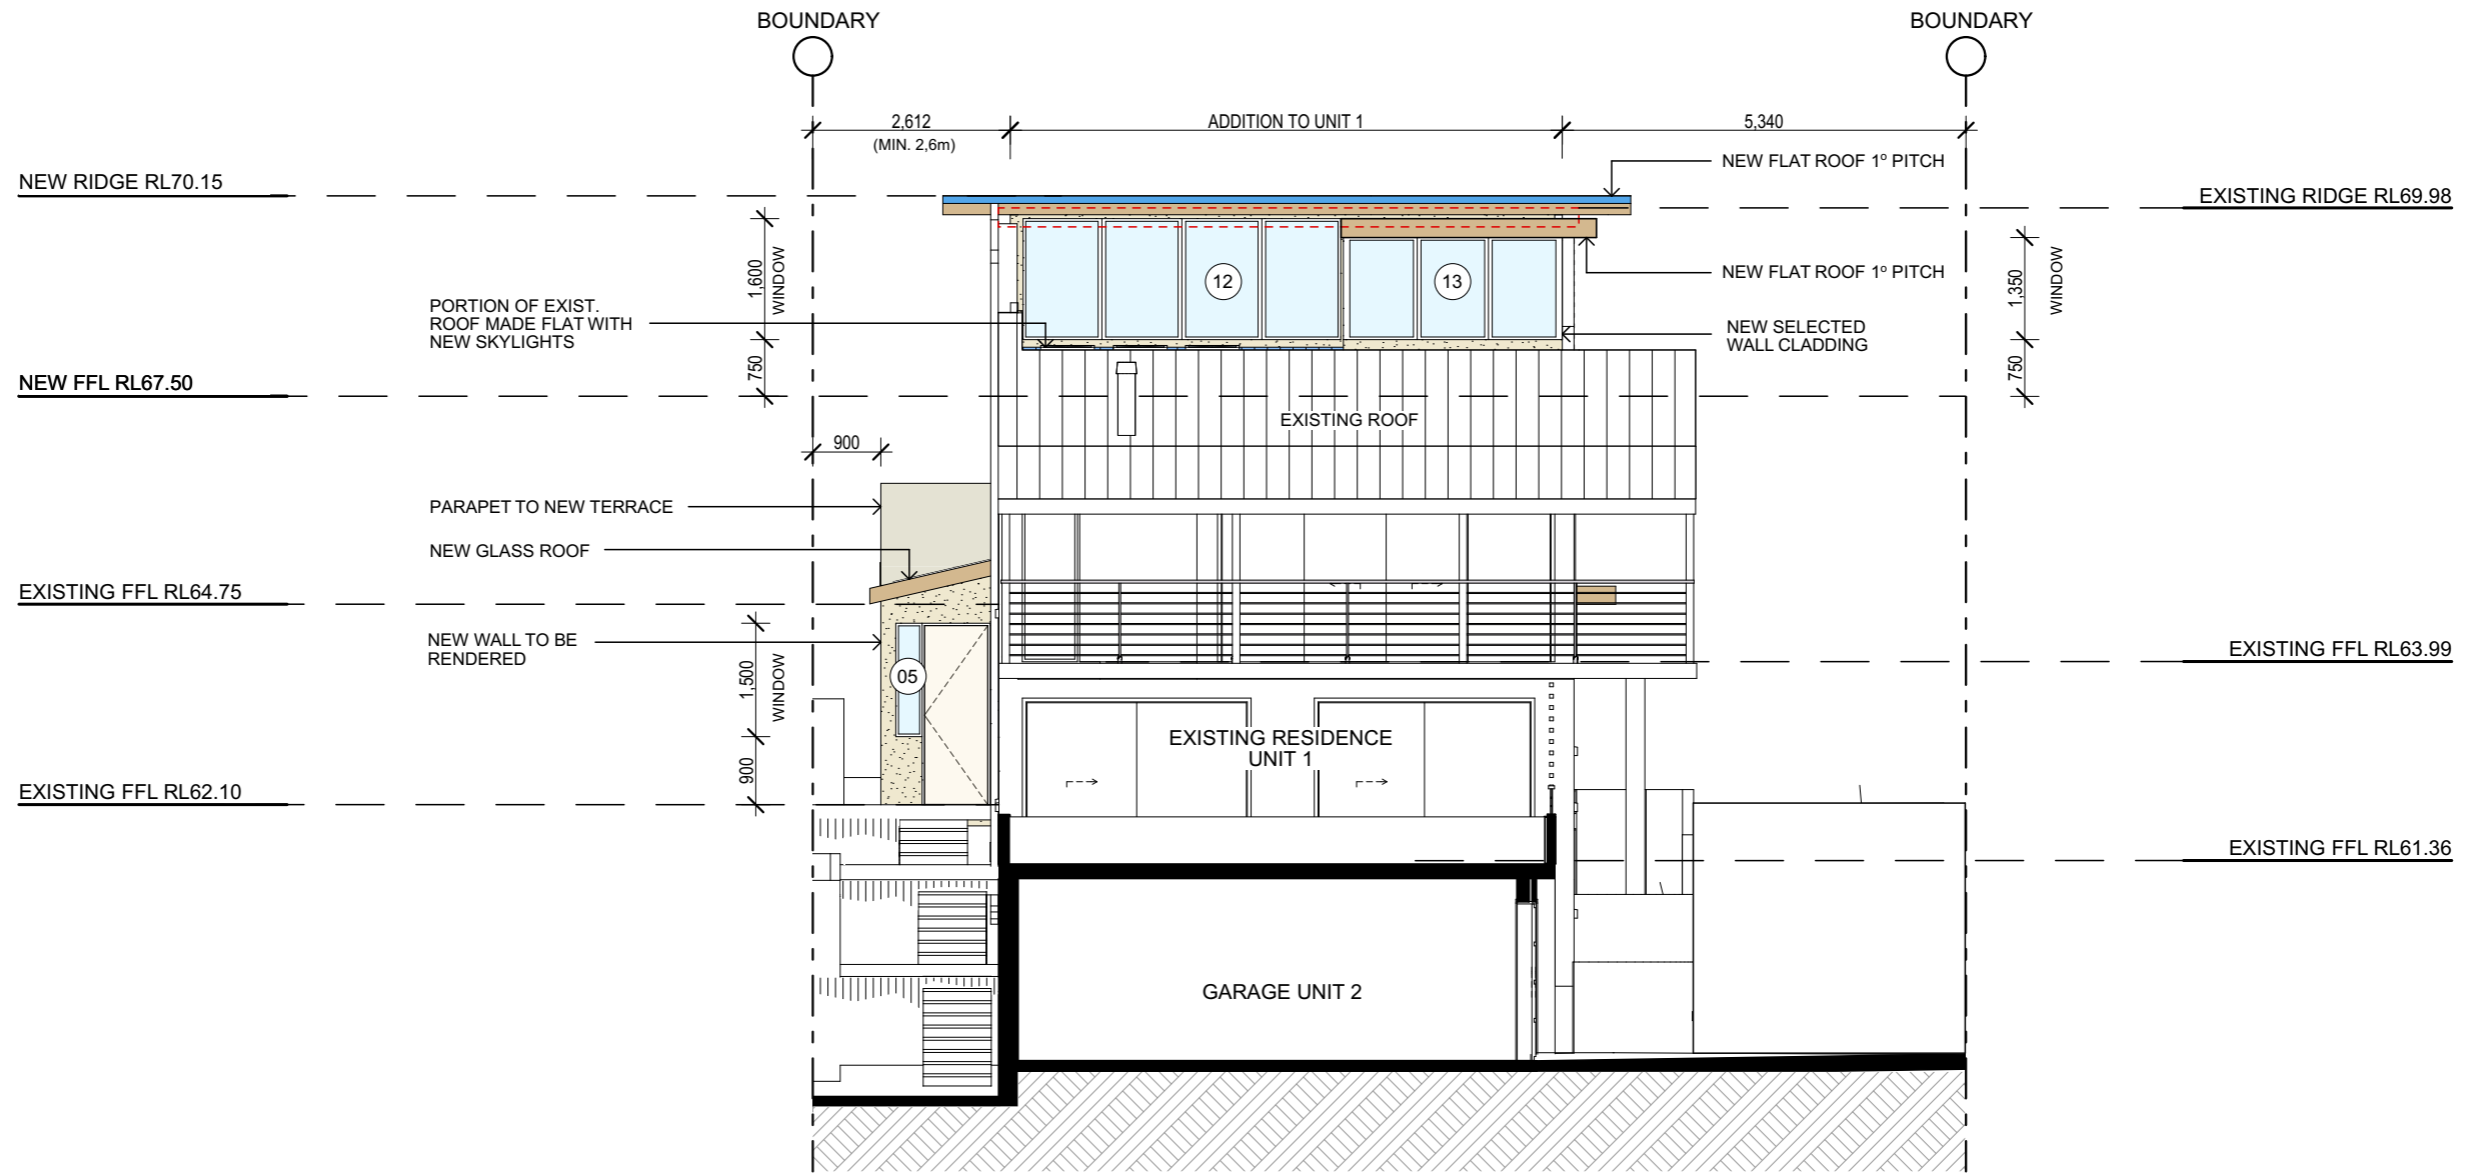 BOUNDARY
BOUNDARY
2,612
(MIN. 2,6m)
ADDITION TO UNIT 1
5,340
NEW FLAT ROOF 1º PITCH
NEW RIDGE RL70.15
EXISTING RIDGE RL69.98
1,600
WINDOW
750
12
13
NEW FLAT ROOF 1º PITCH
1,350
WINDOW
750
PORTION OF EXIST.
ROOF MADE FLAT WITH
NEW SKYLIGHTS
NEW SELECTED
WALL CLADDING
NEW FFL RL67.50
EXISTING ROOF
900
PARAPET TO NEW TERRACE
NEW GLASS ROOF
EXISTING FFL RL64.75
NEW WALL TO BE
RENDERED
EXISTING FFL RL63.99
1,500
WINDOW
900
05
EXISTING RESIDENCE
UNIT 1
EXISTING FFL RL62.10
EXISTING FFL RL61.36
GARAGE UNIT 2